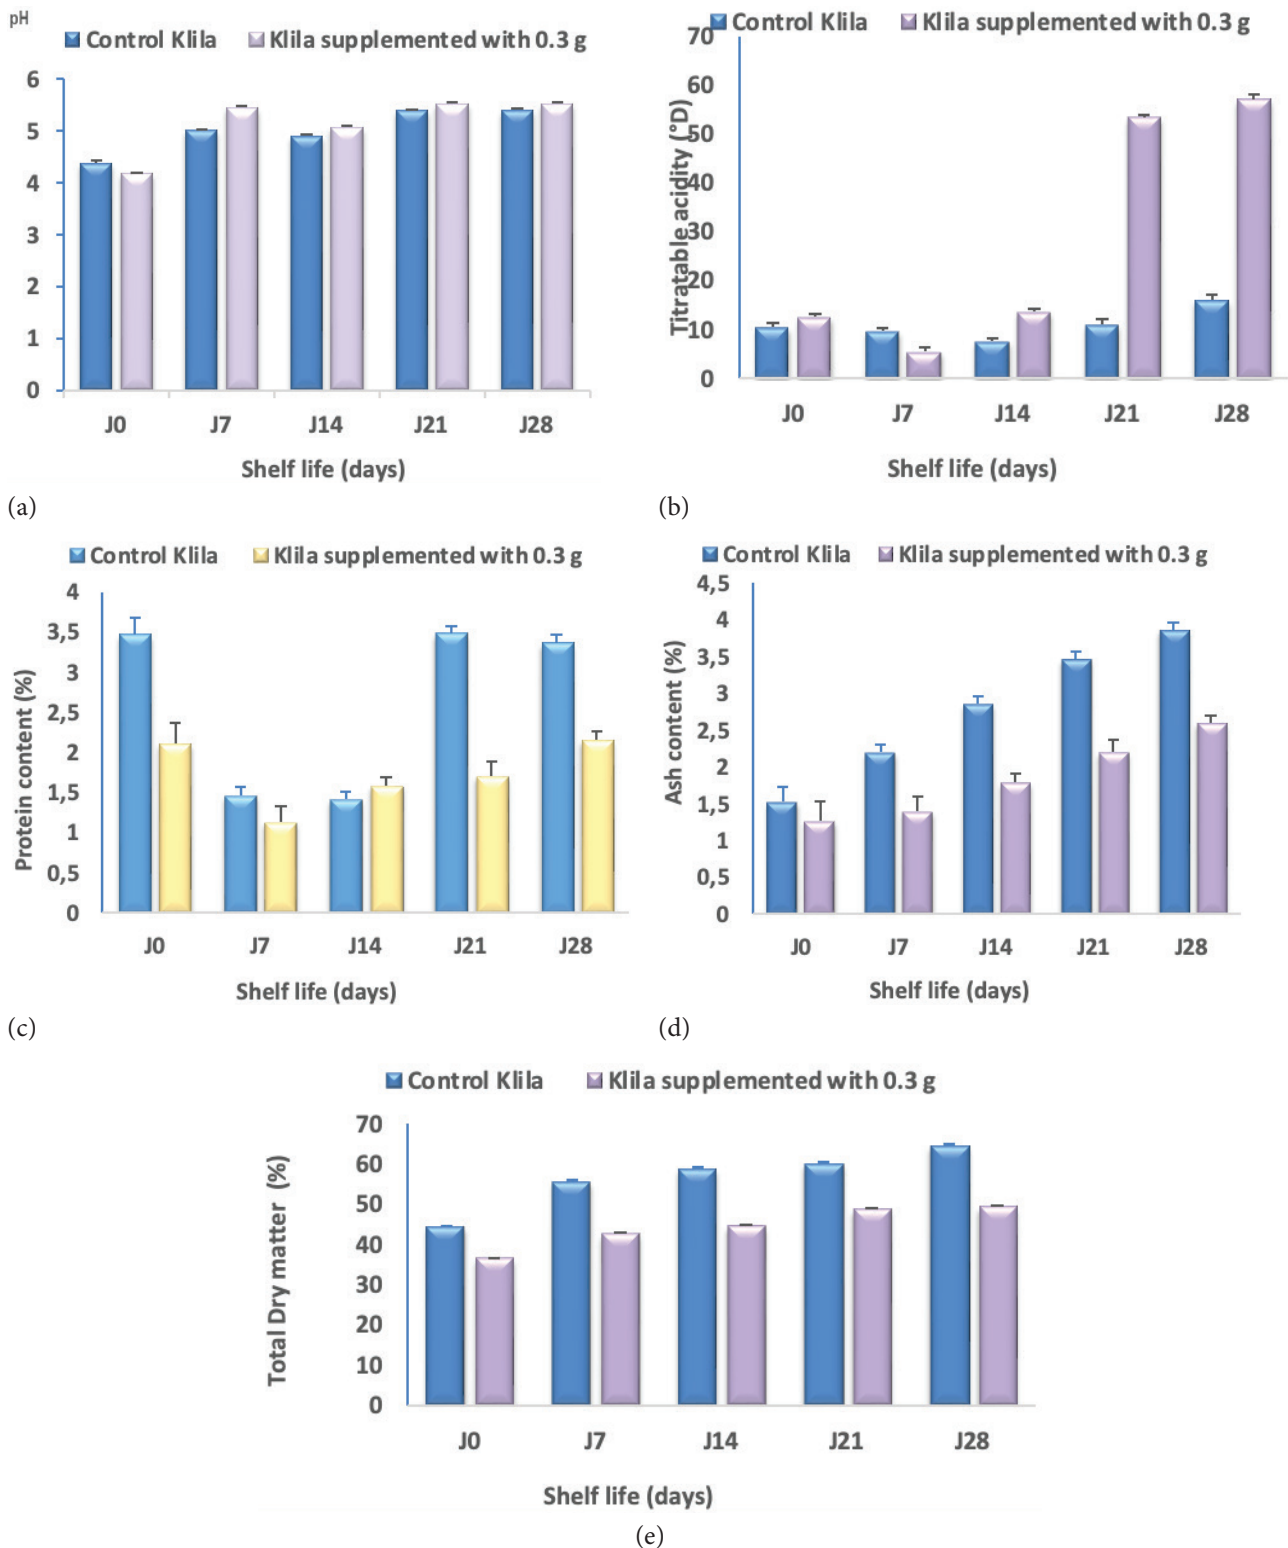 pH
Control Klila Klila supplemented with 0.3 g
6
5
4
3
2
1
0
J0 J7 J14 J21 J28
Shelf life (days)
(a)
Control Klila Klila supplemented with 0.3 g
Titratable acidity (°D)
70
60
50
40
30
20
10
0
J0 J7 J14 J21 J28
Shelf life (days)
(b)
Control Klila Klila supplemented with 0.3 g
Protein content (%)
4
3,5
3
2,5
2
1,5
1
0,5
0
J0 J7 J14 J21 J28
Shelf life (days)
(c)
Control Klila Klila supplemented with 0.3 g
Ash content (%)
4,5
4
3,5
3
2,5
2
1,5
1
0,5
0
J0 J7 J14 J21 J28
Shelf life (days)
(d)
Control Klila Klila supplemented with 0.3 g
Total Dry matter (%)
70
60
50
40
30
20
10
0
J0 J7 J14 J21 J28
Shelf life (days)
(e)